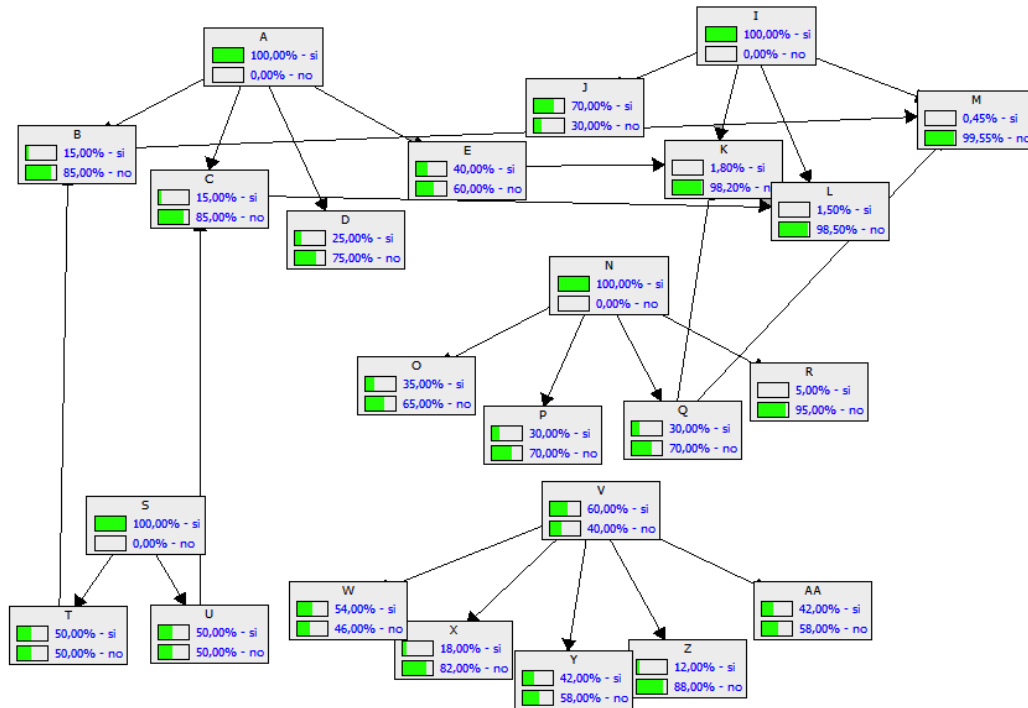 A
100,00% - si
0,00% - no
I
100,00% - si
0,00% - no
J
70,00% - si
30,00% - no
M
0,45% - si
99,55% - no
B
15,00% - si
85,00% - no
E
40,00% - si
60,00% - no
K
1,80% - si
98,20% - n
C
15,00% - si
85,00% - no
L
1,50% - si
98,50% - no
D
25,00% - si
75,00% - no
N
100,00% - si
0,00% - no
O
35,00% - si
65,00% - no
R
5,00% - si
95,00% - no
P
30,00% - si
70,00% - no
Q
30,00% - si
70,00% - no
S
100,00% - si
0,00% - no
V
60,00% - si
40,00% - no
T
50,00% - si
50,00% - no
U
50,00% - si
50,00% - no
W
54,00% - si
46,00% - no
X
18,00% - si
82,00% - no
Y
42,00% - si
58,00% - no
Z
12,00% - si
88,00% - no
AA
42,00% - si
58,00% - no